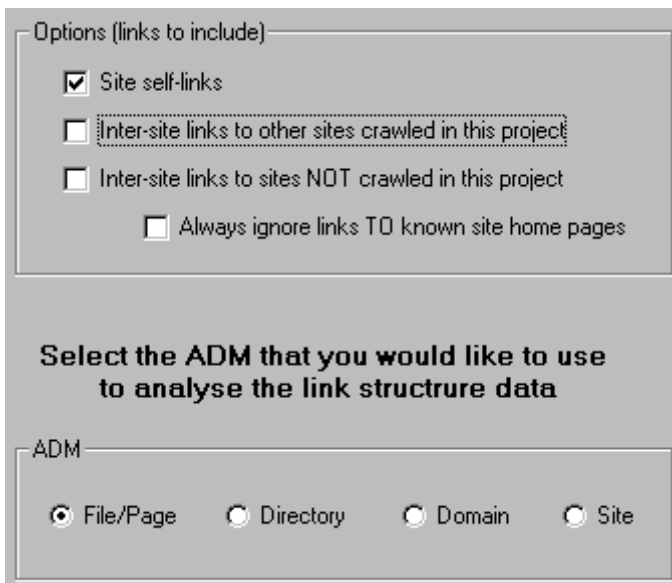 Options (links to include)
Site self-links
Inter-site links to other sites crawled in this project
Inter-site links to sites NOT crawled in this project
Always ignore links TO known site home pages
Select the ADM that you would like to use
to analyse the link structrure data
ADM
File/Page Directory Domain Site